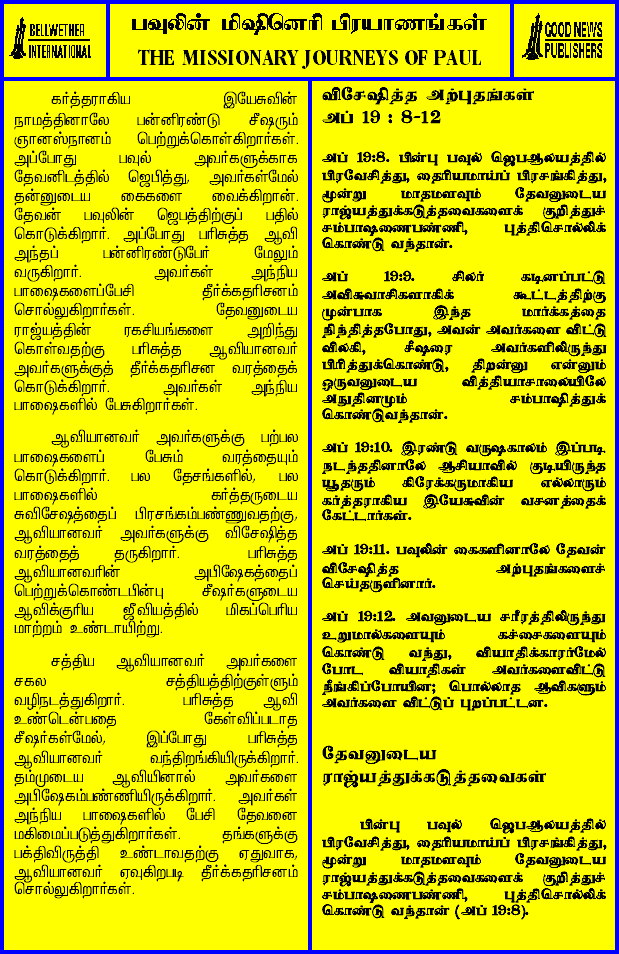 BELLWETHER
INTERNATIONAL
பவுலின் மிஷினெரி பிரயாணங்கள்
THE MISSIONARY JOURNEYS OF PAUL
GOOD NEWS
PUBLISHERS
கர்த்தராகிய இயேசுவின்
நாமத்தினாலே பன்னிரண்டு சீஷரும்
ஞானஸ்நானம் பெற்றுக்கொள்கிறார்கள்.
அப்போது பவுல் அவர்களுக்காக
தேவனிடத்தில் ஜெபித்து, அவர்கள்மேல்
தன்னுடைய கைகளை வைக்கிறான்.
தேவன் பவுலின் ஜெபத்திற்குப் பதில்
கொடுக்கிறார். அப்போது பரிசுத்த ஆவி
அந்தப் பன்னிரண்டுபேர் மேலும்
வருகிறார். அவர்கள் அந்நிய
பாஷைகளைப்பேசி தீர்க்கதரிசனம்
சொல்லுகிறார்கள். தேவனுடைய
ராஜ்யத்தின் ரகசியங்களை அறிந்து
கொள்வதற்கு பரிசுத்த ஆவியானவர்
அவர்களுக்குத் தீர்க்கதரிசன வரத்தைக்
கொடுக்கிறார். அவர்கள் அந்நிய
பாஷைகளில் பேசுகிறார்கள்.
ஆவியானவர் அவர்களுக்கு பற்பல
பாஷைகளைப் பேசும் வரத்தையும்
கொடுக்கிறார். பல தேசங்களில், பல
பாஷைகளில் கர்த்தருடைய
சுவிசேஷத்தைப் பிரசங்கம்பண்ணுவதற்கு,
ஆவியானவர் அவர்களுக்கு விசேஷித்த
வரத்தைத் தருகிறார். பரிசுத்த
ஆவியானவரின் அபிஷேகத்தைப்
பெற்றுக்கொண்டபின்பு சீஷர்களுடைய
ஆவிக்குரிய ஜீவியத்தில் மிகப்பெரிய
மாற்றம் உண்டாயிற்று.
சத்திய ஆவியானவர் அவர்களை
சகல சத்தியத்திற்குள்ளும்
வழிநடத்துகிறார். பரிசுத்த ஆவி
உண்டென்பதை கேள்விப்படாத
சீஷர்கள்மேல், இப்போது பரிசுத்த
ஆவியானவர் வந்திறங்கியிருக்கிறார்.
தம்முடைய ஆவியினால் அவர்களை
அபிஷேகம்பண்ணியிருக்கிறார். அவர்கள்
அந்நிய பாஷைகளில் பேசி தேவனை
மகிமைப்படுத்துகிறார்கள். தங்களுக்கு
பக்திவிருத்தி உண்டாவதற்கு ஏதுவாக,
ஆவியானவர் ஏவுகிறபடி தீர்க்கதரிசனம்
சொல்லுகிறார்கள்.
விசேஷித்த அற்புதங்கள்
அப் 19 : 8-12
அப் 19:8. பின்பு பவுல் ஜெபஆலயத்தில்
பிரவேசித்து, தைரியமாய்ப் பிரசங்கித்து,
மூன்று மாதமளவும் தேவனுடைய
ராஜ்யத்துக்கடுத்தவைகளைக் குறித்துச்
சம்பாஷணைபண்ணி, புத்திசொல்லிக்
கொண்டு வந்தான்.
அப் 19:9. சிலர் கடினப்பட்டு
அவிசுவாசிகளாகிக் கூட்டத்திற்கு
முன்பாக இந்த மார்க்கத்தை
நிந்தித்தபோது, அவன் அவர்களை விட்டு
விலகி, சீஷரை அவர்களிலிருந்து
பிரித்துக்கொண்டு, திறன்னு என்னும்
ஒருவனுடைய வித்தியாசாலையிலே
அநுதினமும் சம்பாஷித்துக்
கொண்டுவந்தான்.
அப் 19:10. இரண்டு வருஷகாலம் இப்படி
நடந்ததினாலே ஆசியாவில் குடியிருந்த
யூதரும் கிரேக்கருமாகிய எல்லாரும்
கர்த்தராகிய இயேசுவின் வசனத்தைக்
கேட்டார்கள்.
அப் 19:11. பவுலின் கைகளினாலே தேவன்
விசேஷித்த அற்புதங்களைச்
செய்தருளினார்.
அப் 19:12. அவனுடைய சரீரத்திலிருந்து
உறுமால்களையும் கச்சைகளையும்
கொண்டு வந்து, வியாதிக்காரர்மேல்
போட வியாதிகள் அவர்களைவிட்டு
நீங்கிப்போயின; பொல்லாத ஆவிகளும்
அவர்களை விட்டுப் புறப்பட்டன.
தேவனுடைய
ராஜ்யத்துக்கடுத்தவைகள்
பின்பு பவுல் ஜெபஆலயத்தில்
பிரவேசித்து, தைரியமாய்ப் பிரசங்கித்து,
மூன்று மாதமளவும் தேவனுடைய
ராஜ்யத்துக்கடுத்தவைகளைக் குறித்துச்
சம்பாஷணைபண்ணி, புத்திசொல்லிக்
கொண்டு வந்தான் (அப் 19:8).